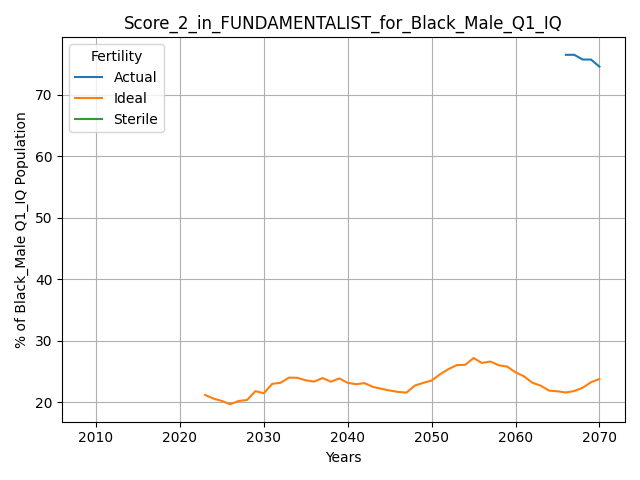 Score_2_in_FUNDAMENTALIST_for_Black_Male_Q1_IQ
Fertility
Actual
Ideal
Sterile
% of Black_Male Q1_IQ Population
70
60
50
40
30
20
2010 2020 2030 2040 2050 2060 2070
Years